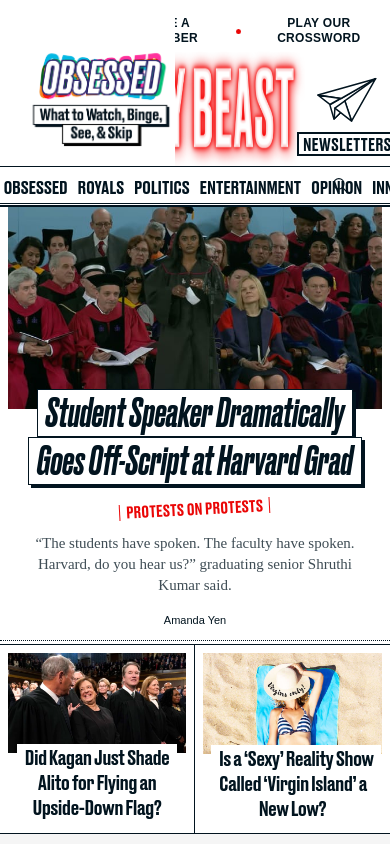 PLAY OUR
CROSSWORD
OBSESSED
What to Watch, Binge,
See, & Skip
BEAST
NEWSLETTERS
OBSESSED ROYALS POLITICS ENTERTAINMENT OPINION
Student Speaker Dramatically
Goes Off-Script at Harvard Grad
PROTESTS ON PROTESTS
“The students have spoken. The faculty have spoken.
Harvard, do you hear us?” graduating senior Shruthi
Kumar said.
Amanda Yen
Did Kagan Just Shade
Alito for Flying an
Upside-Down Flag?
Virgins only!
Is a ‘Sexy’ Reality Show
Called ‘Virgin Island’ a
New Low?